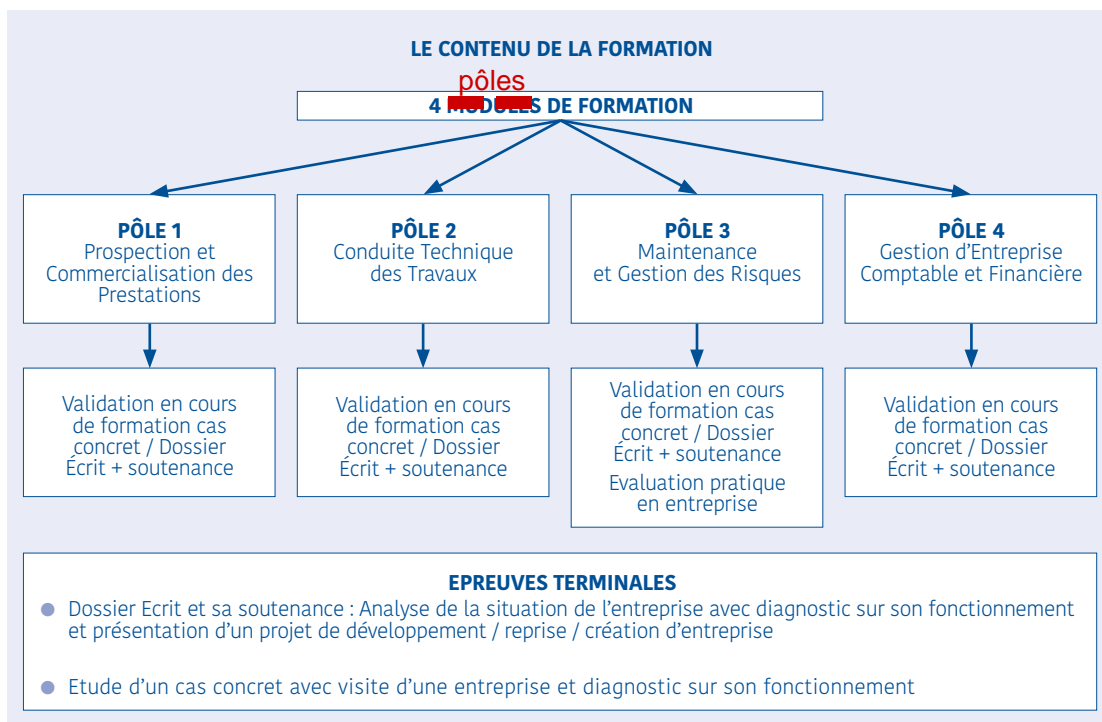 LE CONTENU DE LA FORMATION
pôles
4 MODULES DE FORMATION
PÔLE 1
Prospection et
Commercialisation des
Prestations
PÔLE 2
Conduite Technique
des Travaux
PÔLE 3
Maintenance
et Gestion des Risques
PÔLE 4
Gestion d’Entreprise
Comptable et Financière
Validation en cours
de formation cas
concret / Dossier
Écrit + soutenance
Validation en cours
de formation cas
concret / Dossier
Écrit + soutenance
Validation en cours
de formation cas
concret / Dossier
Écrit + soutenance
Evaluation pratique
en entreprise
Validation en cours
de formation cas
concret / Dossier
Écrit + soutenance
EPREUVES TERMINALES
● Dossier Ecrit et sa soutenance : Analyse de la situation de l’entreprise avec diagnostic sur son fonctionnement
et présentation d’un projet de développement / reprise / création d’entreprise
● Etude d’un cas concret avec visite d’une entreprise et diagnostic sur son fonctionnement